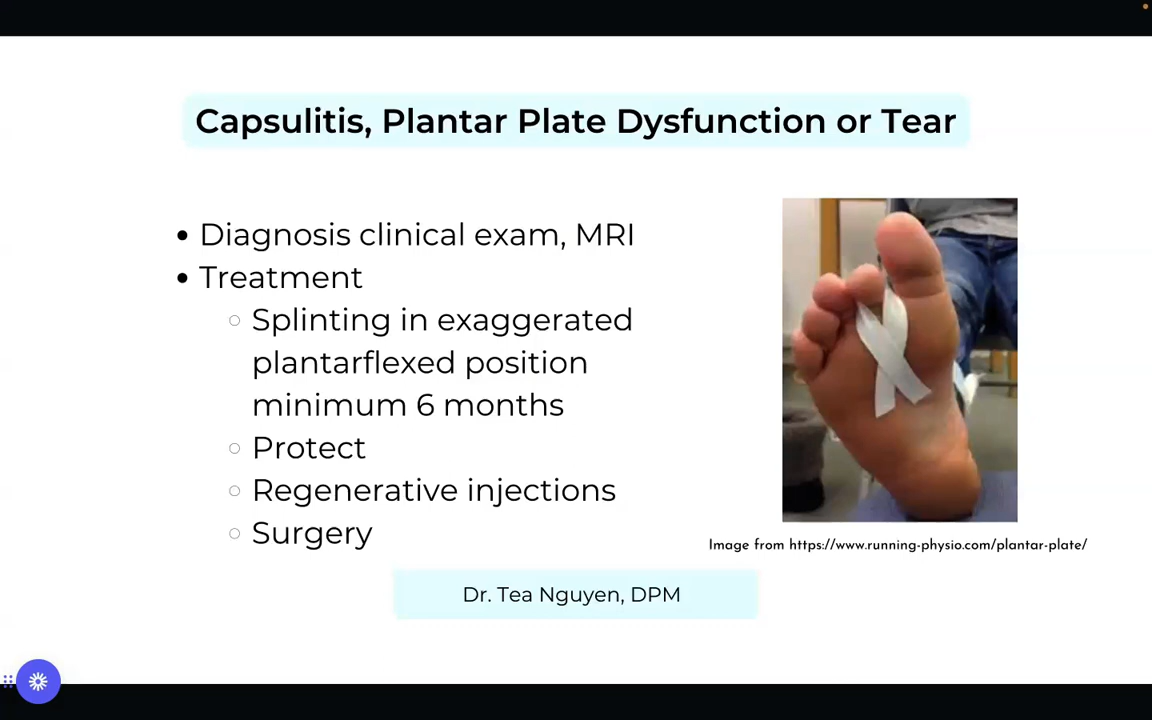 Capsulitis, Plantar Plate Dysfunction or Tear
Diagnosis clinical exam, MRI
Treatment
Splinting in exaggerated
plantarflexed position
minimum 6 months
Protect
Regenerative injections
Surgery
Image from https://www.running-physio.com/plantar-plate/
Dr. Tea Nguyen, DPM